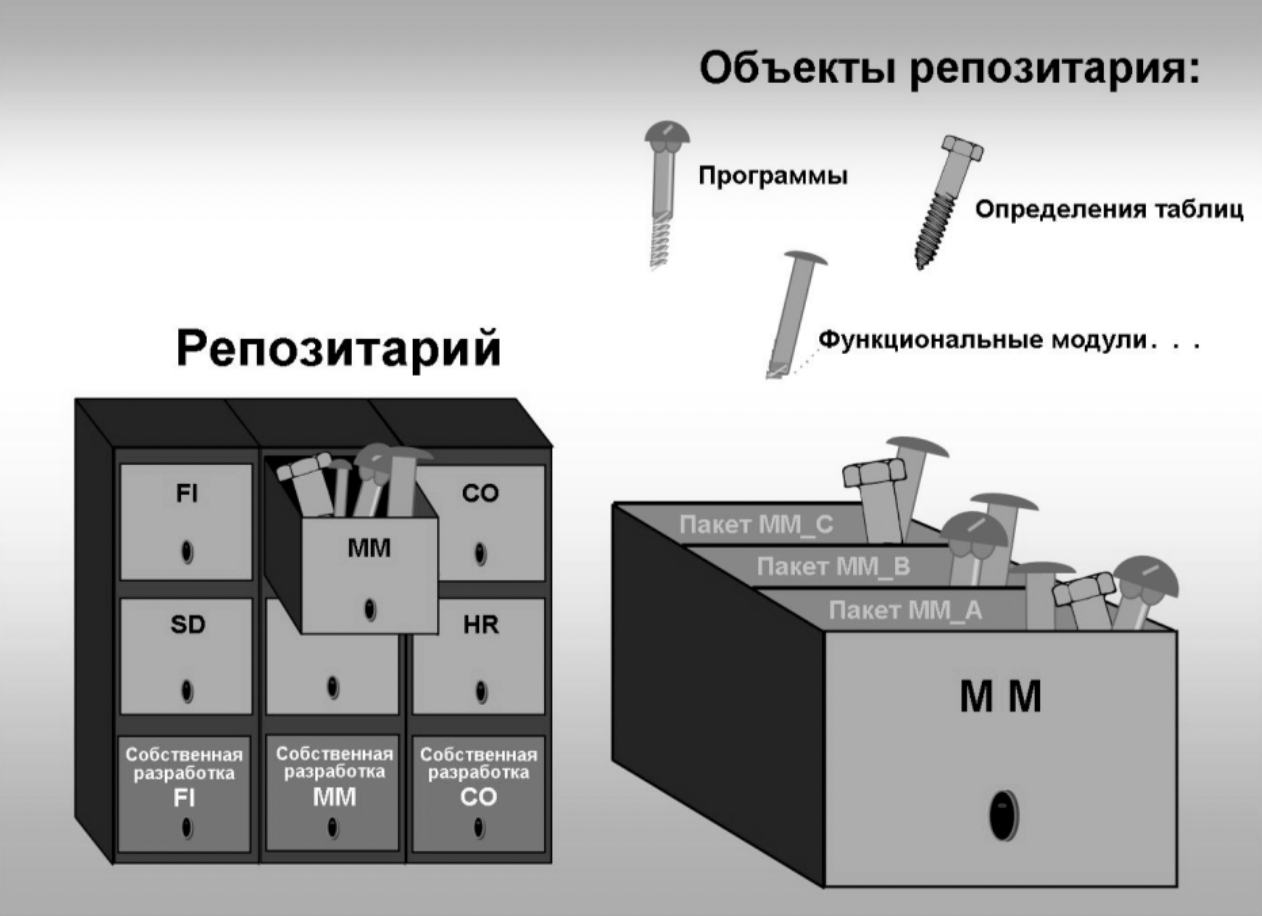 Объекты репозитария:
Программы
Определения таблиц
Функциональные модули. . .
Репозитарий
FI
MM
CO
SD
HR
Собственная
разработка
FI
Собственная
разработка
MM
Собственная
разработка
CO
Пакет MM_C
Пакет MM_B
Пакет MM_A
M M